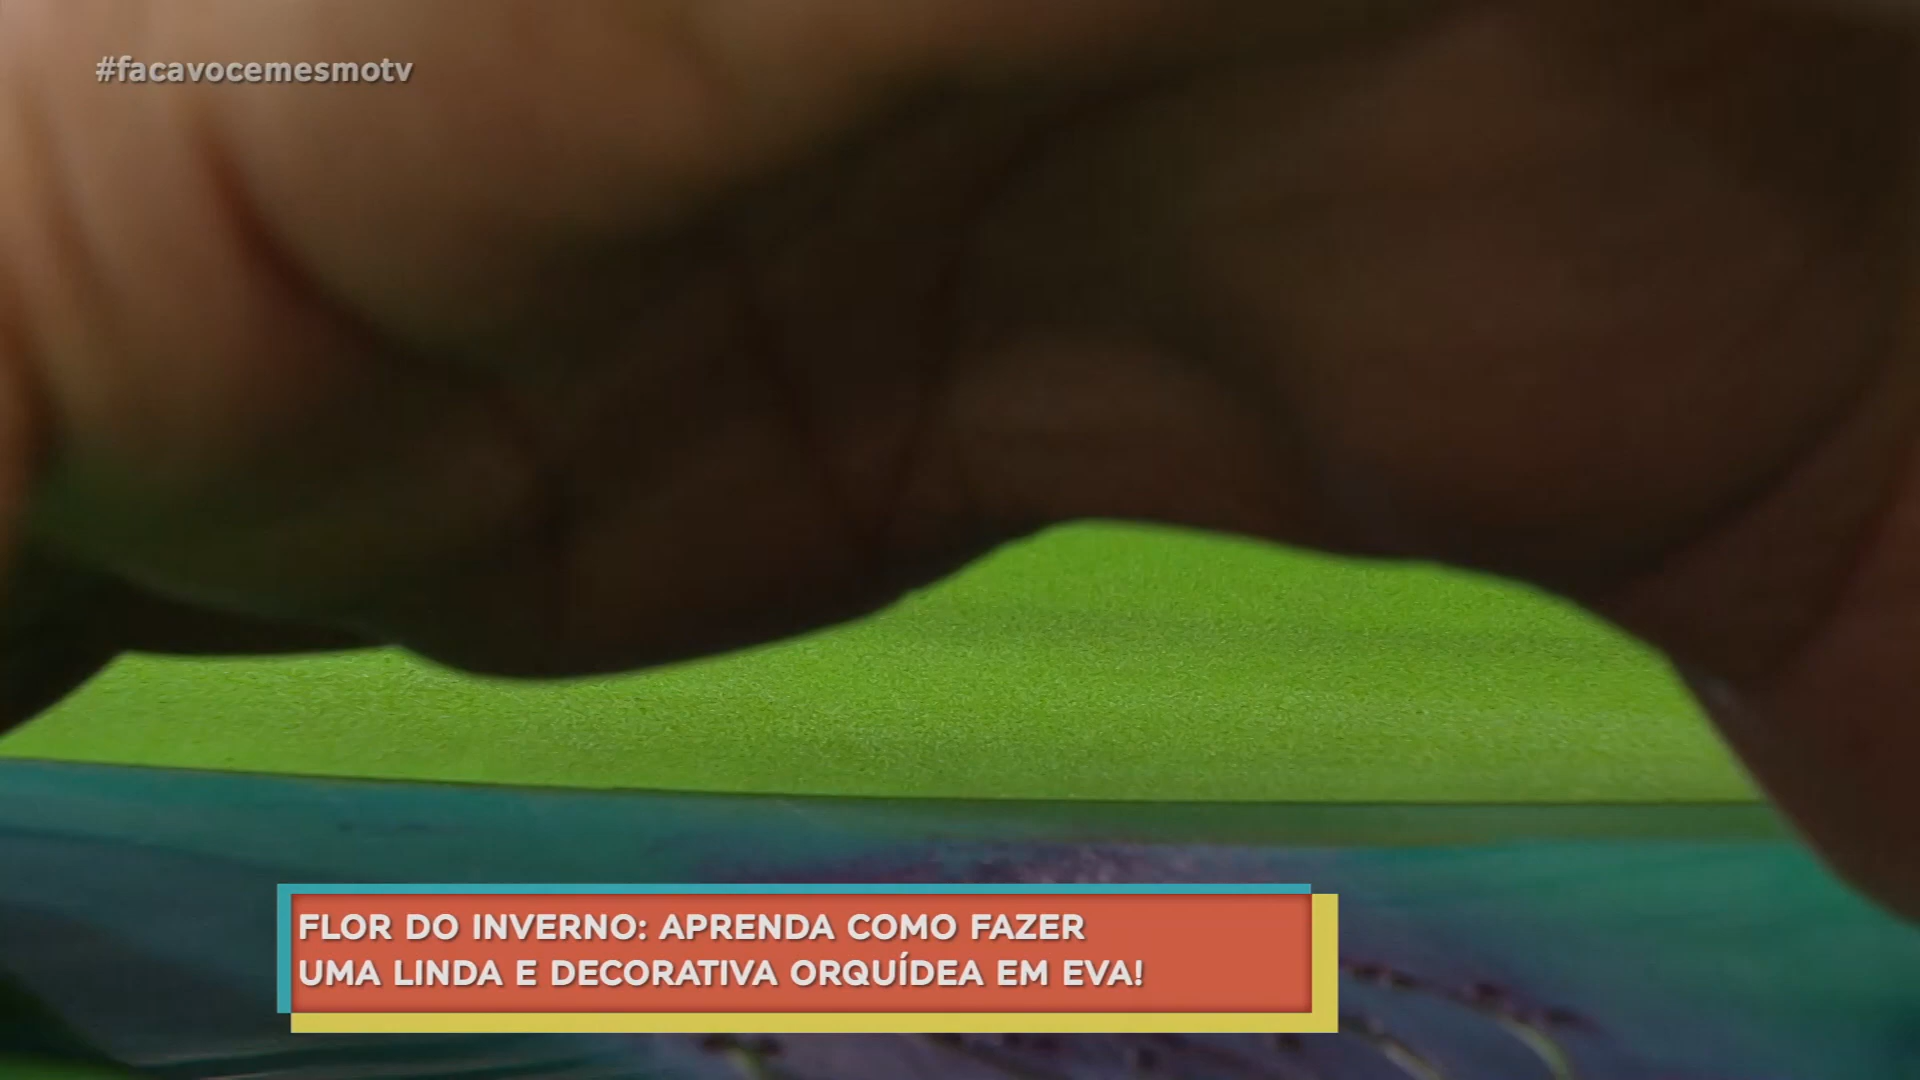 #facavocemesmotv
FLOR DO INVERNO: APRENDA COMO FAZER
UMA LINDA E DECORATIVA ORQUÍDEA EM EVA!